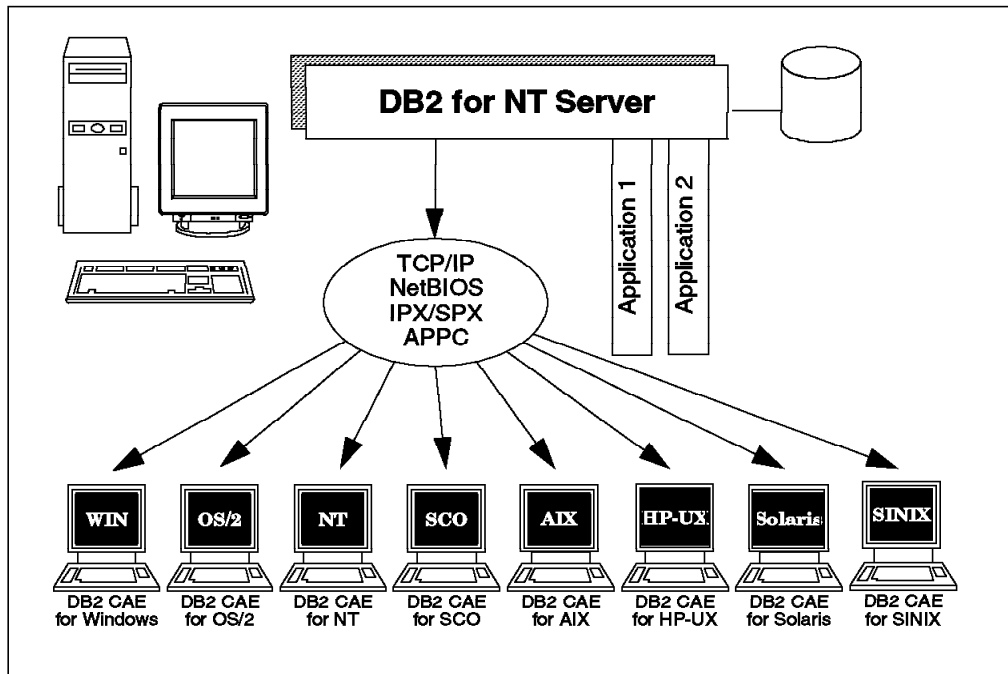 DB2 for NT Server
Application 1
Application 2
TCP/IP
NetBIOS
IPX/SPX
APPC
WIN
OS/2
NT
SCO
AIX
HP-UX
Solaris
SINIX
DB2 CAE
for Windows
DB2 CAE
for OS/2
DB2 CAE
for NT
DB2 CAE
for SCO
DB2 CAE
for AIX
DB2 CAE
for HP-UX
DB2 CAE
for Solaris
DB2 CAE
for SINIX